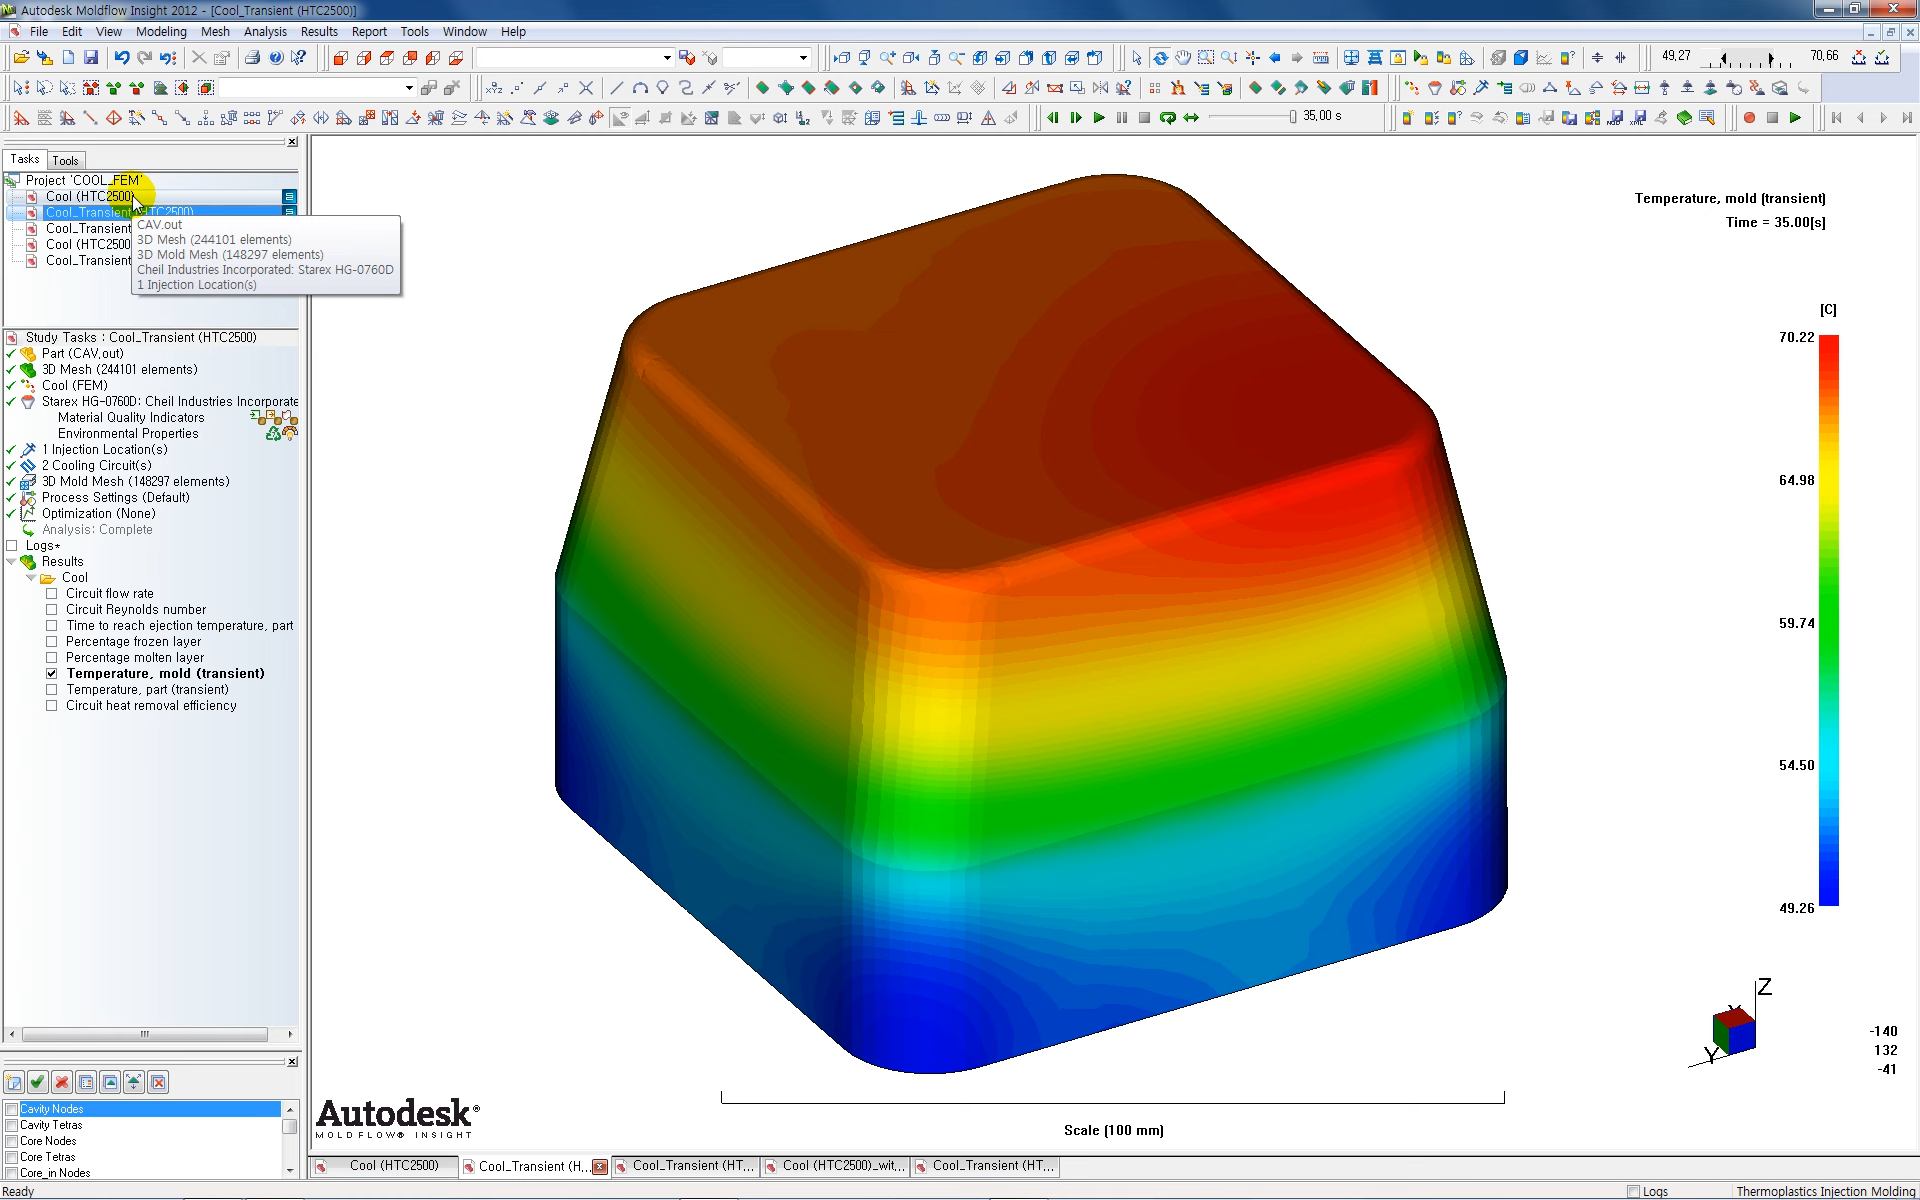 Autodesk Moldflow Insight 2012 - [Cool_Transient (HTC2500)]
File Edit View Modeling Mesh Analysis Results Report Tools Window Help
49,27 70,66
35,00 s
Tasks Tools
Project 'COOL_FEM'
Cool (HTC2500)
Cool_Transient (HTC2500)
Cool_Transient
Cool (HTC2500
Cool_Transient
CAV.out
3D Mesh (244101 elements)
3D Mold Mesh (148297 elements)
Cheil Industries Incorporated: Starex HG-0760D
1 Injection Location(s)
Study Tasks : Cool_Transient (HTC2500)
Part (CAV,out)
3D Mesh (244101 elements)
Cool (FEM)
Starex HG-0760D: Cheil Industries Incorporate
Material Quality Indicators
Environmental Properties
1 Injection Location(s)
2 Cooling Circuit(s)
3D Mold Mesh (148297 elements)
Process Settings (Default)
Optimization (None)
Analysis: Complete
Logs*
Results
Cool
Circuit flow rate
Circuit Reynolds number
Time to reach ejection temperature, part
Percentage frozen layer
Percentage molten layer
Temperature, mold (transient)
Temperature, part (transient)
Circuit heat removal efficiency
Cavity Nodes
Cavity Tetras
Core Nodes
Core Tetras
Core_in Nodes
Temperature, mold (transient)
Time = 35.00[s]
[C]
70.22
64.98
59.74
54.50
49.26
Z
Y
-140
132
-41
Autodesk®
MOLDFLOW® INSIGHT
Scale (100 mm)
Cool (HTC2500) Cool_Transient (H... Cool_Transient (HT... Cool (HTC2500)_wit... Cool_Transient (HT...
Ready Logs Thermoplastics Injection Molding